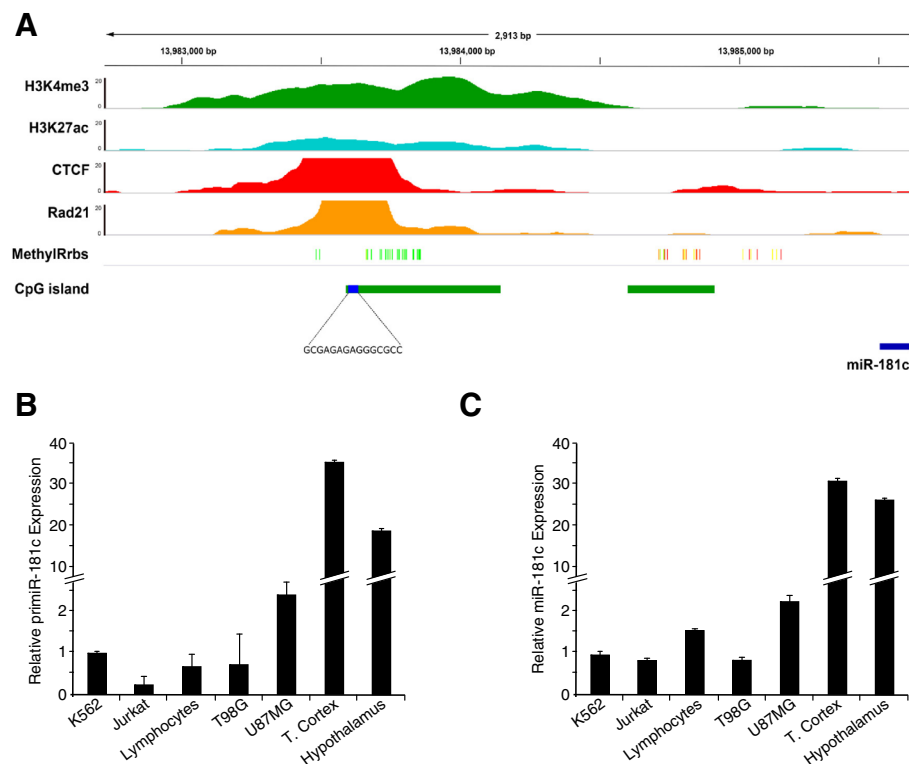 A
2,913 bp
13,983,000 bp
13,984,000 bp
13,985,000 bp
H3K4me3
20
0
H3K27ac
20
0
CTCF
20
0
Rad21
20
0
MethylRrbs
CpG island
GCGAGAGAGGGCGCC
miR-181c
B
Relative primiR-181c Expression
40
30
20
10
2
1
0
K562
Jurkat
Lymphocytes
T98G
U87MG
T. Cortex
Hypothalamus
C
Relative miR-181c Expression
40
30
20
10
2
1
0
K562
Jurkat
Lymphocytes
T98G
U87MG
T. Cortex
Hypothalamus